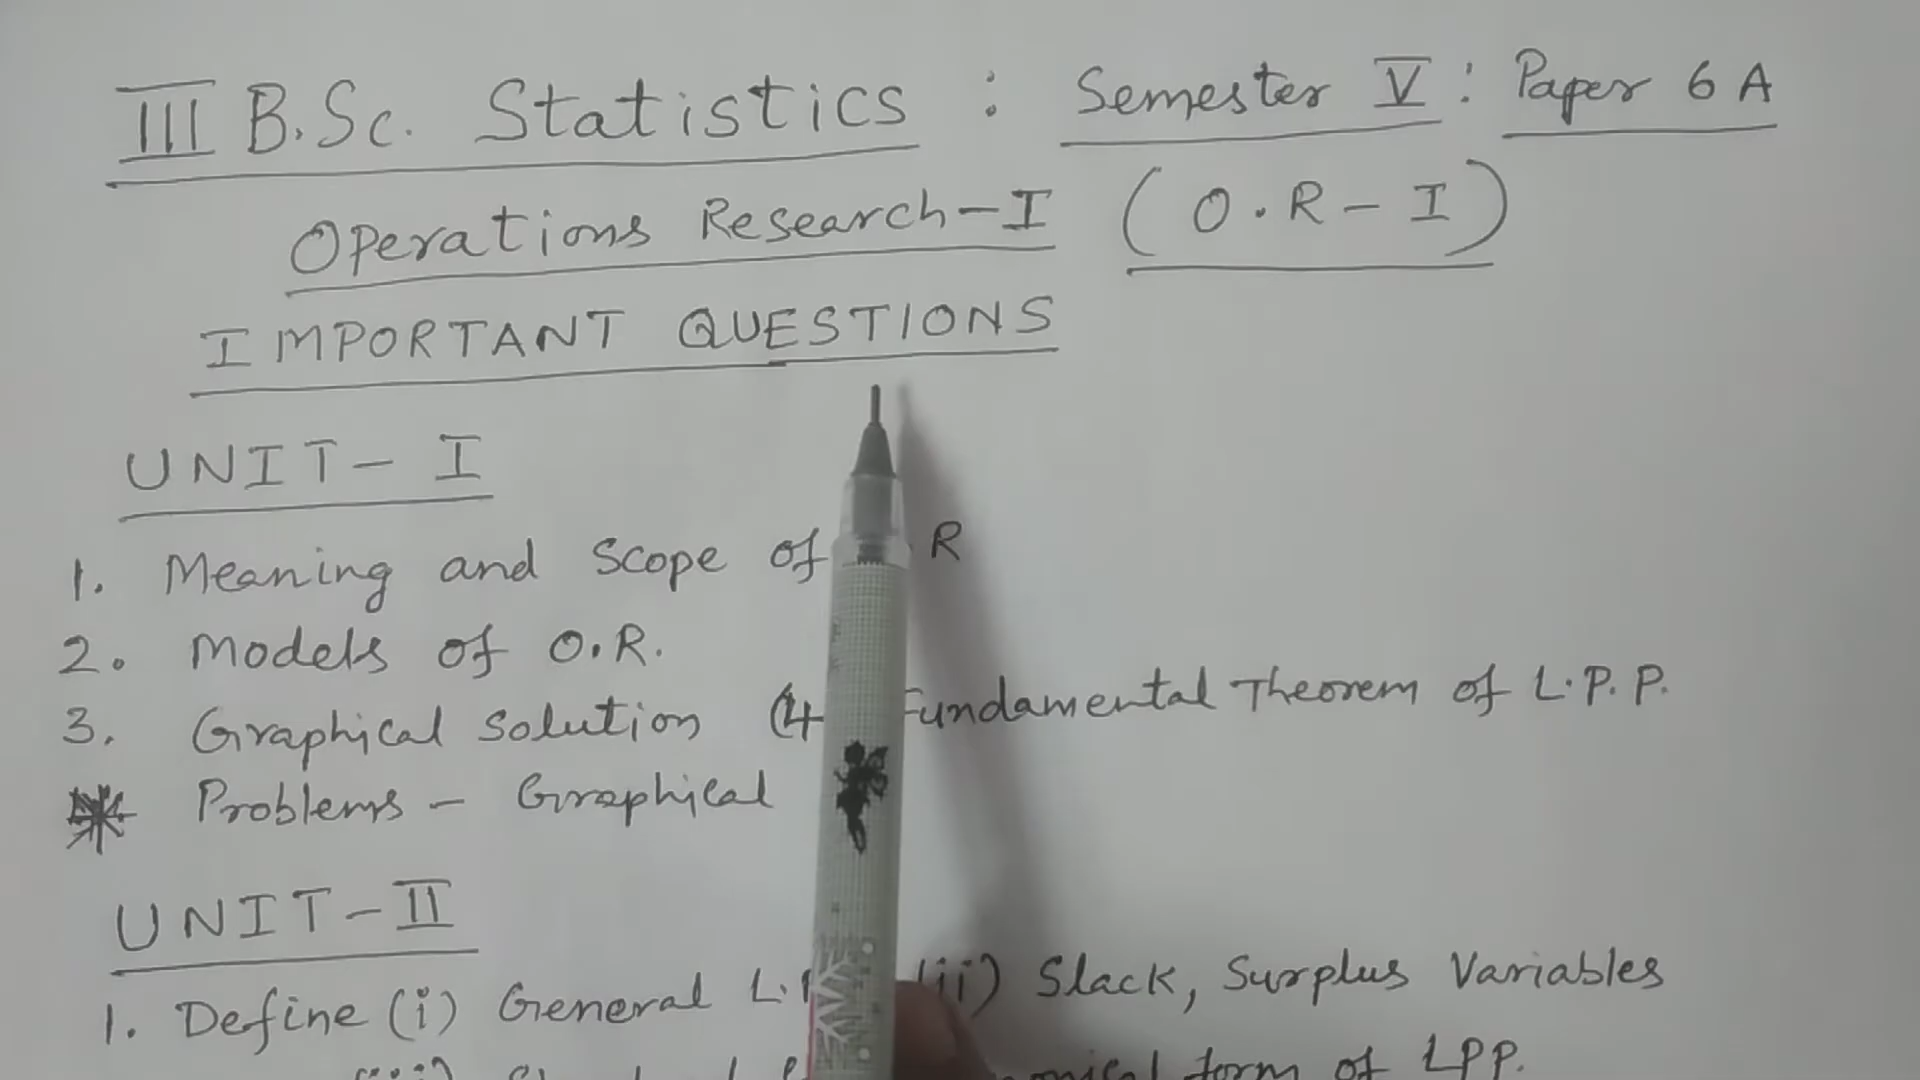 III B.Sc. Statistics : Semester V : Paper 6A
Operations Research-I (O.R-I)
IMPORTANT QUESTIONS
UNIT-I
1. Meaning and Scope of R
2. Models of O.R.
3. Graphical Solution (4 Fundamental Theorem of L.P.P.
* Problems - Graphical
UNIT-II
1. Define (i) General L. (ii) Slack, Surplus Variables
form of LPP.